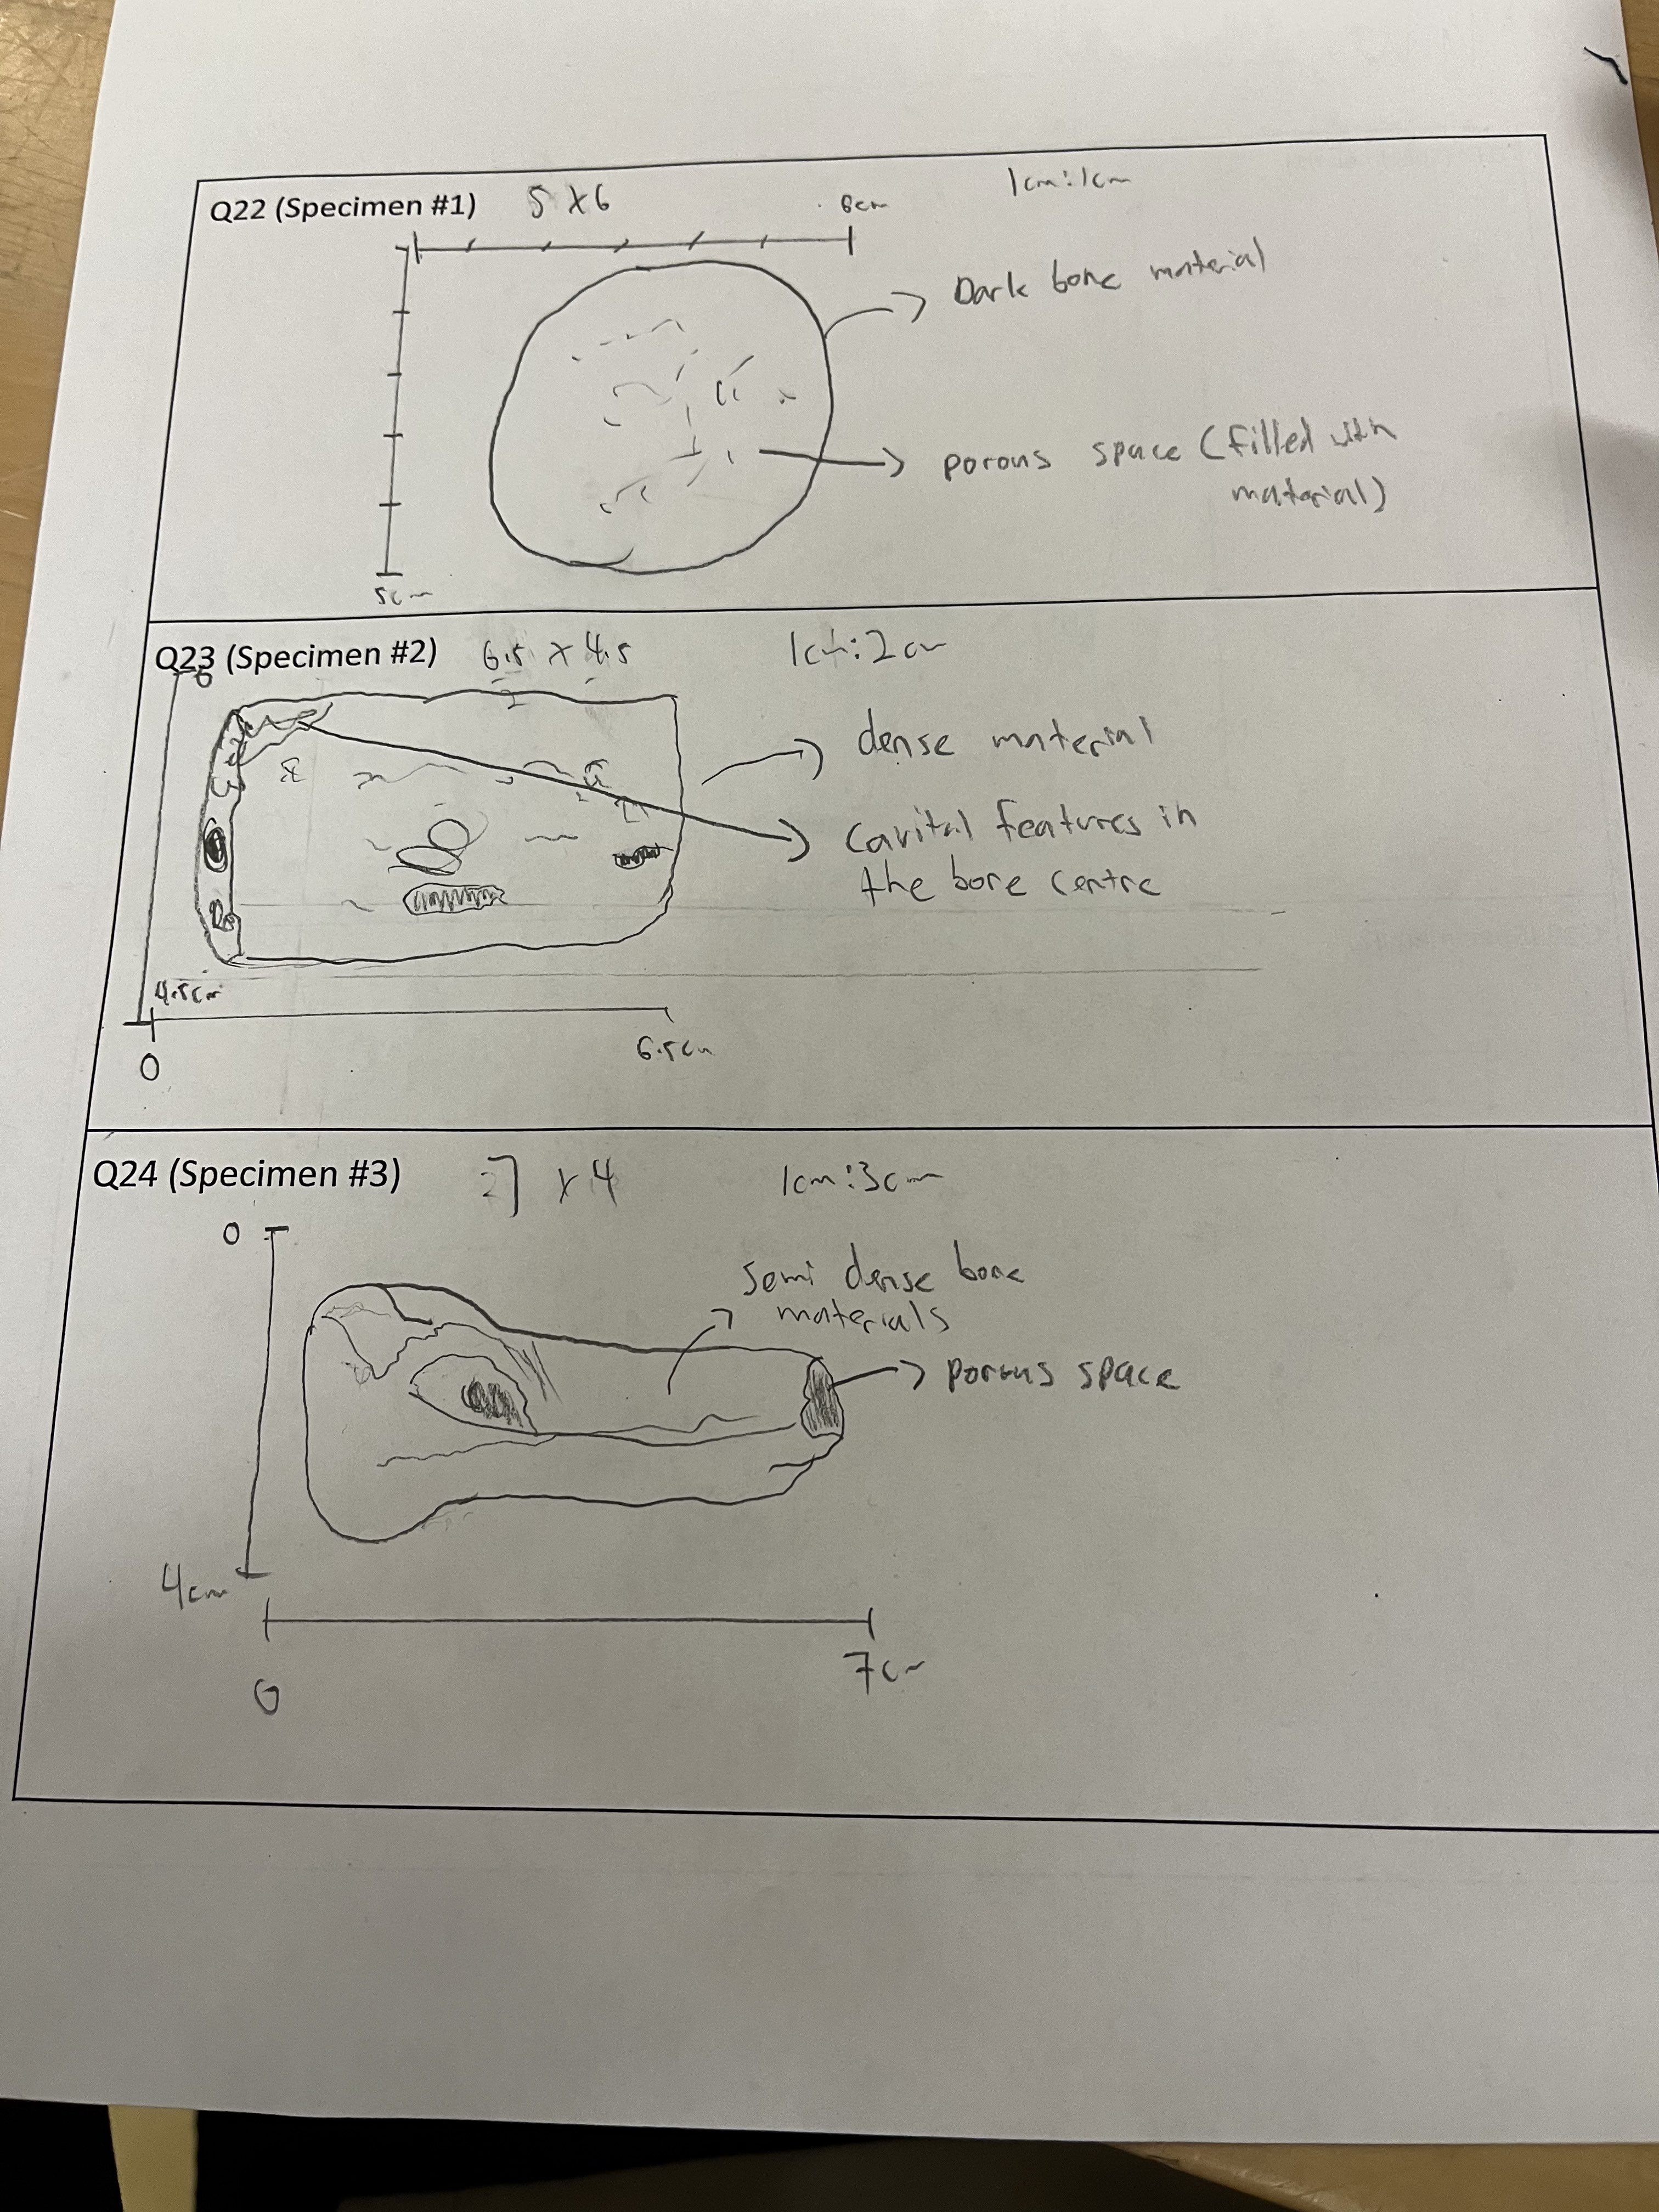 Q22 (Specimen #1) 5 x 6 1cm:1cm
6cm
Dark bone material
porous space (filled with
material)
5cm
Q23 (Specimen #2) 6.5 x 4.5 1cm:2cm
0
dense material
cavital features in
the bone centre
4.5cm
0 6.5cm
Q24 (Specimen #3) 7 x 4 1cm:3cm
0
semi dense bone
materials
porous space
4cm
0 7cm